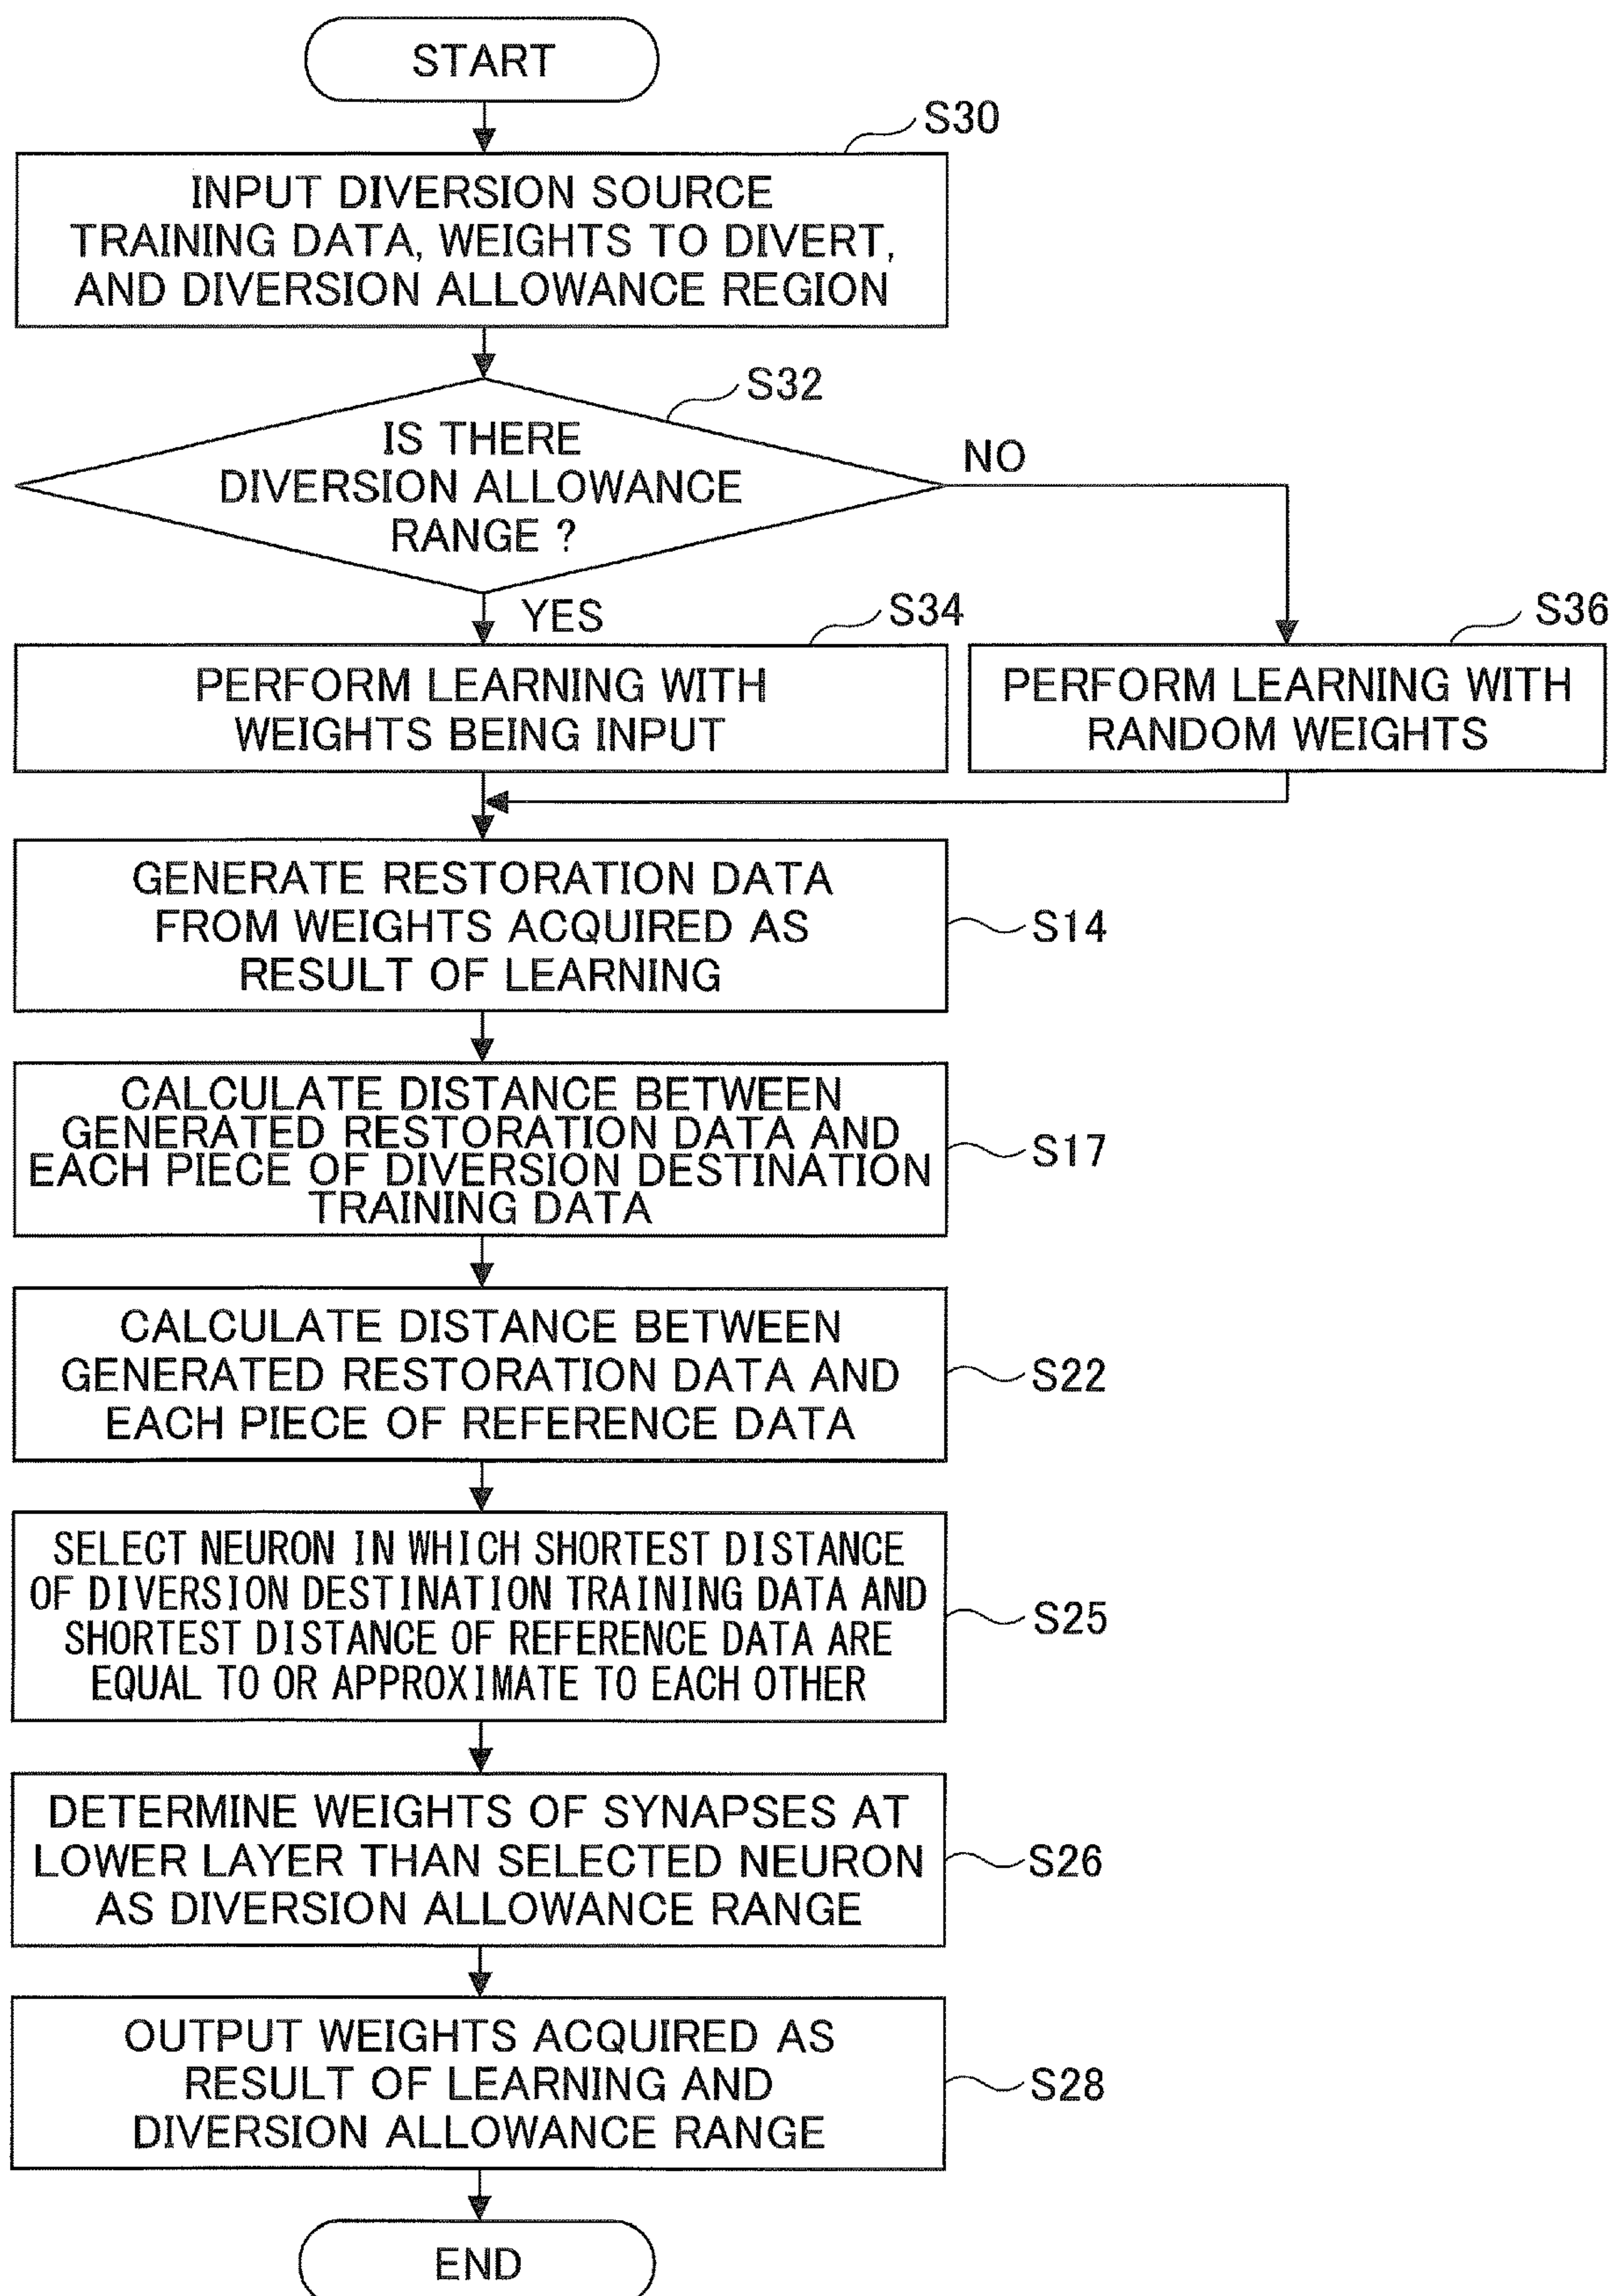 START
S30
INPUT DIVERSION SOURCE
TRAINING DATA, WEIGHTS TO DIVERT,
AND DIVERSION ALLOWANCE REGION
S32
IS THERE
DIVERSION ALLOWANCE
RANGE ?
NO
YES
S34
PERFORM LEARNING WITH
WEIGHTS BEING INPUT
S36
PERFORM LEARNING WITH
RANDOM WEIGHTS
GENERATE RESTORATION DATA
FROM WEIGHTS ACQUIRED AS
RESULT OF LEARNING
S14
CALCULATE DISTANCE BETWEEN
GENERATED RESTORATION DATA AND
EACH PIECE OF DIVERSION DESTINATION
TRAINING DATA
S17
CALCULATE DISTANCE BETWEEN
GENERATED RESTORATION DATA AND
EACH PIECE OF REFERENCE DATA
S22
SELECT NEURON IN WHICH SHORTEST DISTANCE
OF DIVERSION DESTINATION TRAINING DATA AND
SHORTEST DISTANCE OF REFERENCE DATA ARE
EQUAL TO OR APPROXIMATE TO EACH OTHER
S25
DETERMINE WEIGHTS OF SYNAPSES AT
LOWER LAYER THAN SELECTED NEURON
AS DIVERSION ALLOWANCE RANGE
S26
OUTPUT WEIGHTS ACQUIRED AS
RESULT OF LEARNING AND
DIVERSION ALLOWANCE RANGE
S28
END